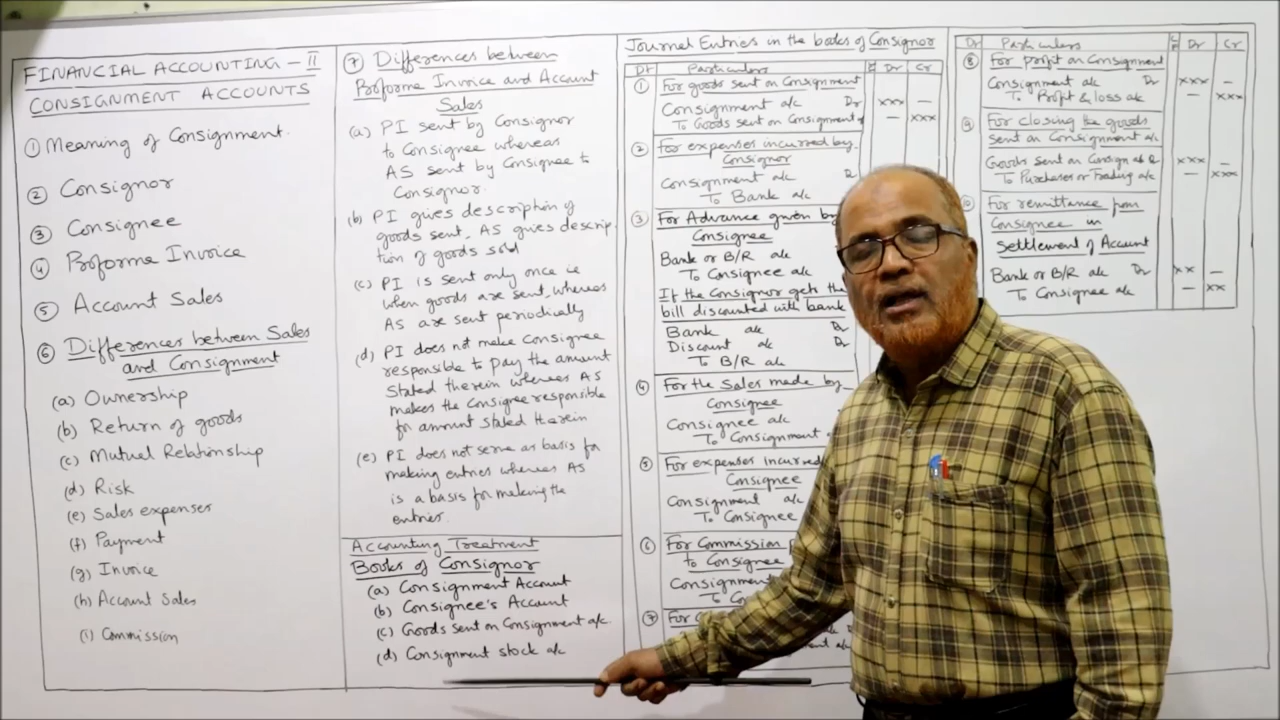 FINANCIAL ACCOUNTING - II
CONSIGNMENT ACCOUNTS
① Meaning of Consignment.
② Consignor
③ Consignee
④ Proforma Invoice
⑤ Account Sales
⑥ Differences between Sales
and Consignment
(a) Ownership
(b) Return of goods
(c) Mutual Relationship
(d) Risk
(e) Sales expenses
(f) Payment
(g) Invoice
(h) Account Sales
(i) Commission
⑦ Differences between
Proforma Invoice and Account
Sales
(a) PI sent by Consignor
to Consignee whereas
AS sent by Consignee to
Consignor.
(b) PI gives description of
goods sent, AS gives descrip-
tion of goods sold
(c) PI is sent only once ie
when goods are sent, whereas
AS are sent periodically
(d) PI does not make Consignee
responsible to pay the amount
stated therein whereas AS
makes the Consignee responsible
for amount stated therein
(e) PI does not serve as basis for
making entries whereas AS
is a basis for making the
entries.
Accounting Treatment
Books of Consignor
(a) Consignment Account
(b) Consignee's Account
(c) Goods sent on Consignment a/c.
(d) Consignment stock a/c
Journal Entries in the books of Consignor
Dt Particulars LF Dr Cr
① For goods sent on Consignment
Consignment a/c Dr xxx –
To Goods sent on Consignment – xxx
② For expenses incurred by
Consignor
Consignment a/c
To Bank a/c
③ For Advance given by
Consignee
Bank or B/R a/c
To Consignee a/c
If the Consignor gets the
bill discounted with bank
Bank a/c Dr
Discount a/c Dr
To B/R a/c
④ For the Sales made by
Consignee
Consignee a/c
To Consignment
⑤ For expenses incurred
Consignee
Consignment a/c
To Consignee
⑥ For Commission
to Consignee
Consignment
To
⑦ For
Dr Particulars LF Dr Cr
⑧ For profit on Consignment
Consignment a/c Dr xxx –
To Profit & loss a/c – xxx
⑨ For closing the goods
sent on Consignment a/c
Goods sent on Consign a/c xxx –
To Purchases or Trading a/c – xxx
For remittance from
Consignee in
settlement of Account
Bank or B/R a/c Dr xx –
To Consignee a/c – xx